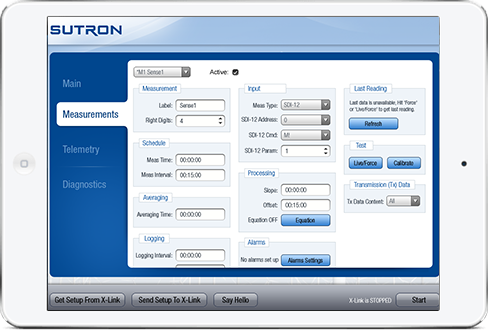 SUTRON
*M1 Sense1
Active:
Main
Measurements
Telemetry
Diagnostics
Measurement
Label: Sense1
Right Digits: 4
Schedule
Meas Time: 00:00:00
Meas Interval: 00:15:00
Averaging
Averaging Time: 00:00:00
Logging
Logging Interval: 00:00:00
Input
Meas Type: SDI-12
SDI-12 Address: 0
SDI-12 Cmd: M!
SDI-12 Param: 1
Processing
Slope: 00:00:00
Offset: 00:15:00
Equation OFF Equation
Alarms
No alarms set up Alarms Settings
Last Reading
Last data is unavailable, Hit 'Force'
or 'Live/Force' to get last reading.
Refresh
Test
Live/Force Calibrate
Transmission (Tx) Data
Tx Data Content: All
Get Setup From X-Link Send Setup To X-Link Say Hello X-Link is STOPPED Start